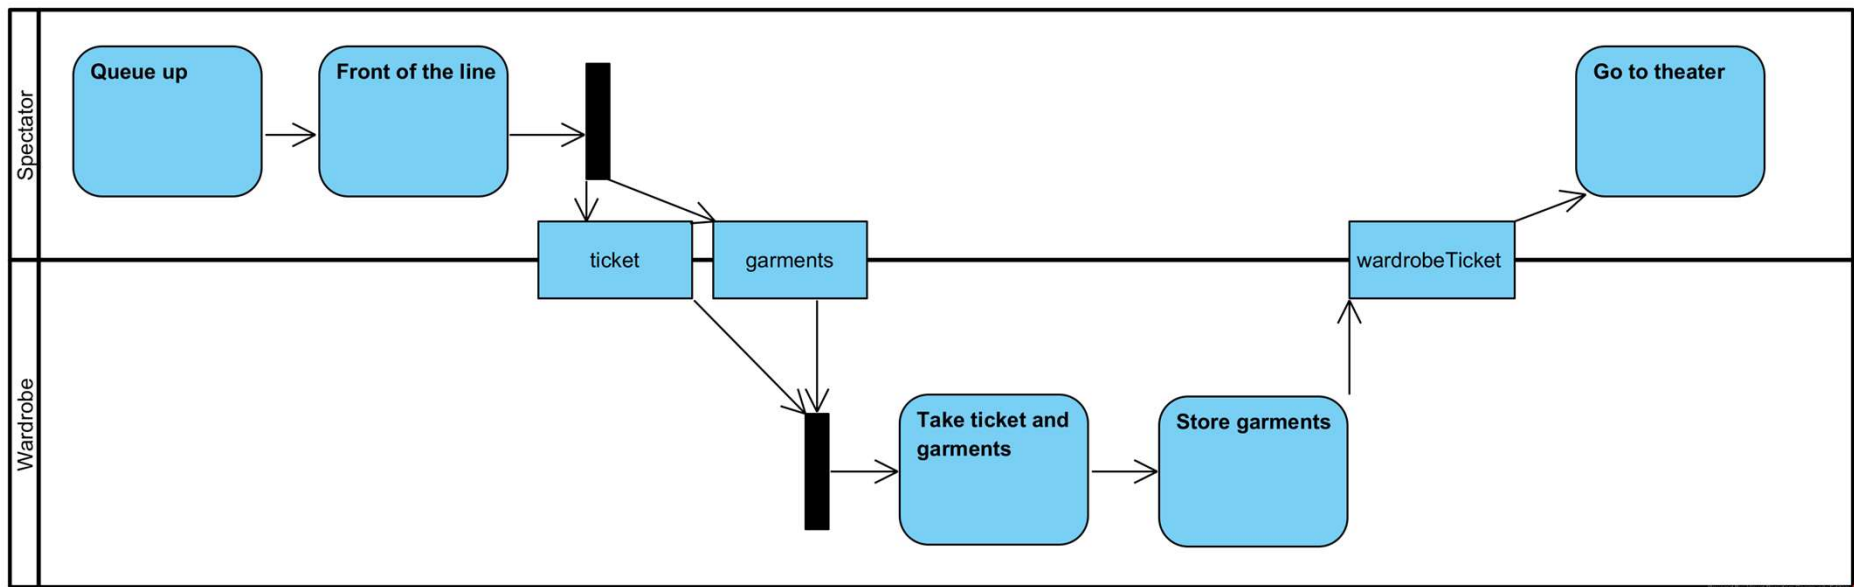 Spectator
Queue up
Front of the line
Go to theater
ticket
garments
wardrobeTicket
Wardrobe
Take ticket and
garments
Store garments